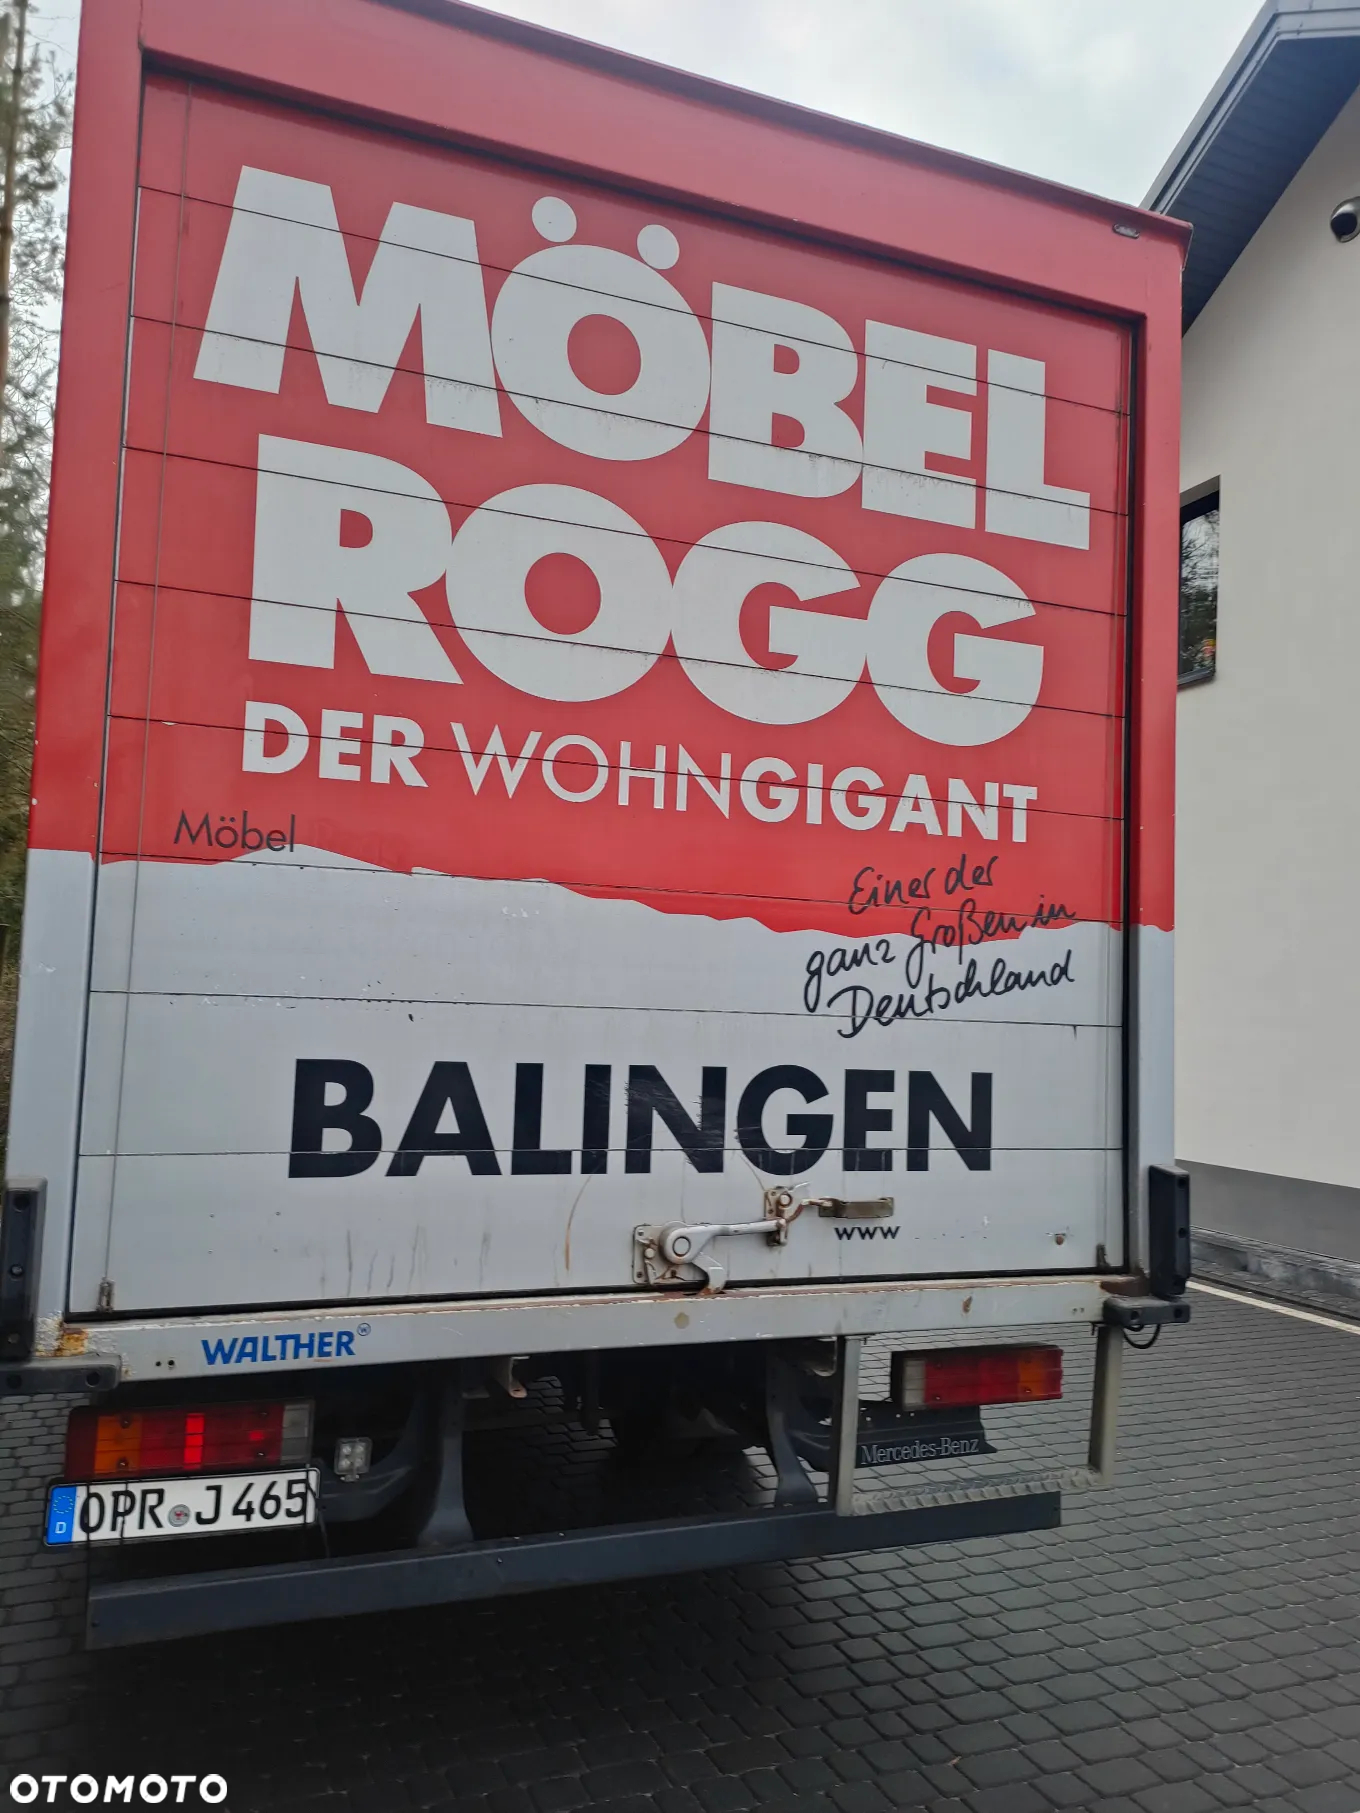 MÖBEL
ROGG
DER WOHNGIGANT
Möbel
Einer der
ganz Großen in
Deutschland
BALINGEN
www
WALTHER
Mercedes-Benz
D OPR J 465
OTOMOTO